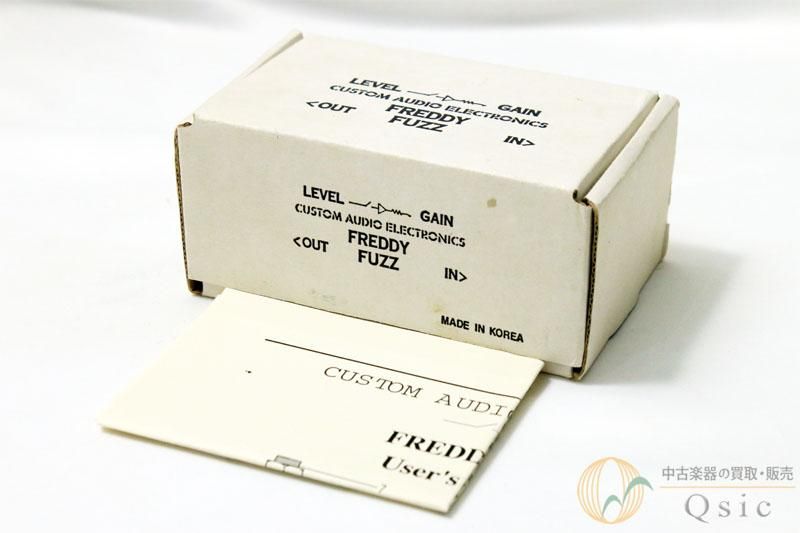 LEVEL GAIN
CUSTOM AUDIO ELECTRONICS
<OUT FREDDY
FUZZ IN>
LEVEL GAIN
CUSTOM AUDIO ELECTRONICS
<OUT FREDDY
FUZZ IN>
MADE IN KOREA
CUSTOM AUDI
FREDD
User's
中古楽器の買取・販売
Qsic